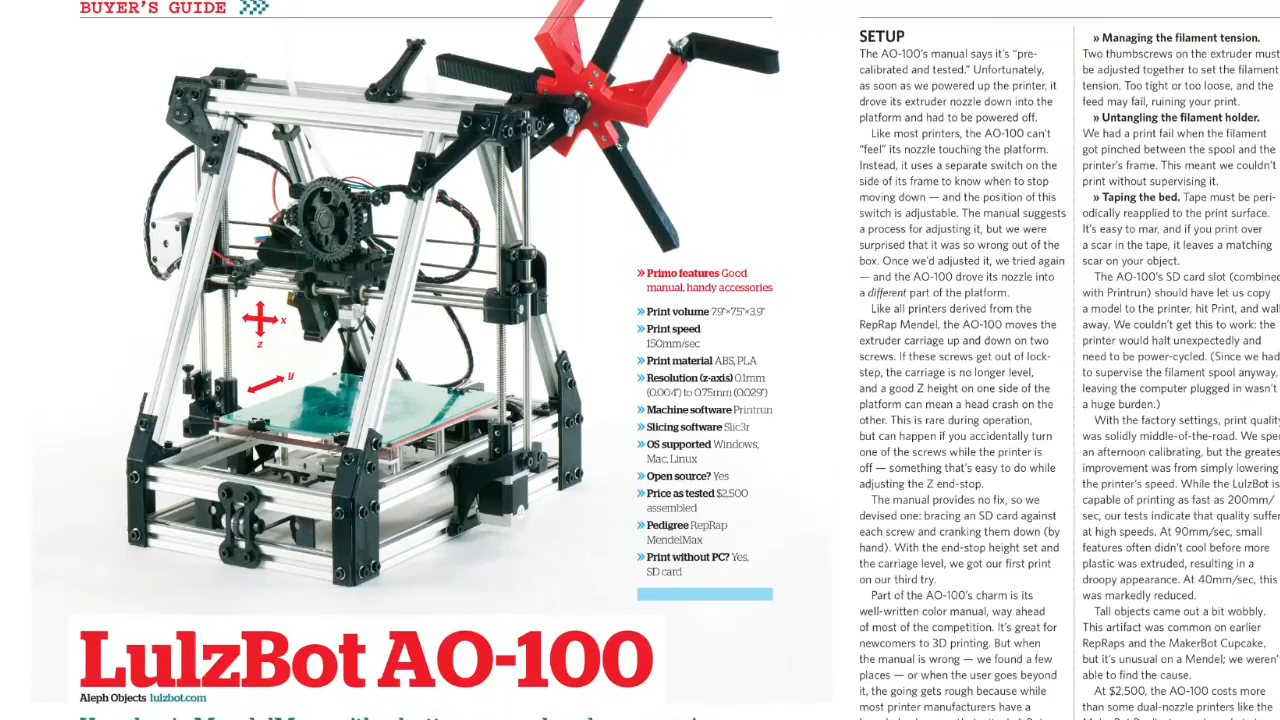 BUYER'S GUIDE
x
z
y
» Primo features Good
manual, handy accessories
» Print volume 7.9"×7.5"×3.9"
» Print speed
150mm/sec
» Print material ABS, PLA
» Resolution (z-axis) 0.1mm
(0.004") to 0.75mm (0.029")
» Machine software Printrun
» Slicing software Slic3r
» OS supported Windows,
Mac, Linux
» Open source? Yes
» Price as tested $2,500
assembled
» Pedigree RepRap
MendelMax
» Print without PC? Yes,
SD card
LulzBot AO-100
Aleph Objects lulzbot.com
SETUP
The AO-100's manual says it's "pre-
calibrated and tested." Unfortunately,
as soon as we powered up the printer, it
drove its extruder nozzle down into the
platform and had to be powered off.
Like most printers, the AO-100 can't
"feel" its nozzle touching the platform.
Instead, it uses a separate switch on the
side of its frame to know when to stop
moving down — and the position of this
switch is adjustable. The manual suggests
a process for adjusting it, but we were
surprised that it was so wrong out of the
box. Once we'd adjusted it, we tried again
— and the AO-100 drove its nozzle into
a different part of the platform.
Like all printers derived from the
RepRap Mendel, the AO-100 moves the
extruder carriage up and down on two
screws. If these screws get out of lock-
step, the carriage is no longer level,
and a good Z height on one side of the
platform can mean a head crash on the
other. This is rare during operation,
but can happen if you accidentally turn
one of the screws while the printer is
off — something that's easy to do while
adjusting the Z end-stop.
The manual provides no fix, so we
devised one: bracing an SD card against
each screw and cranking them down (by
hand). With the end-stop height set and
the carriage level, we got our first print
on our third try.
Part of the AO-100's charm is its
well-written color manual, way ahead
of most of the competition. It's great for
newcomers to 3D printing. But when
the manual is wrong — we found a few
places — or when the user goes beyond
it, the going gets rough because while
most printer manufacturers have a
» Managing the filament tension.
Two thumbscrews on the extruder must
be adjusted together to set the filament
tension. Too tight or too loose, and the
feed may fail, ruining your print.
» Untangling the filament holder.
We had a print fail when the filament
got pinched between the spool and the
printer's frame. This meant we couldn't
print without supervising it.
» Taping the bed. Tape must be peri-
odically reapplied to the print surface.
It's easy to mar, and if you print over
a scar in the tape, it leaves a matching
scar on your object.
The AO-100's SD card slot (combined
with Printrun) should have let us copy
a model to the printer, hit Print, and
away. We couldn't get this to work: the
printer would halt unexpectedly and
need to be power-cycled. (Since we had
to supervise the filament spool anyway,
leaving the computer plugged in wasn't
a huge burden.)
With the factory settings, print quality
was solidly middle-of-the-road. We
an afternoon calibrating, but the
improvement was from simply lowering
the printer's speed. While the LulzBot is
capable of printing as fast as 200mm/
sec, our tests indicate that quality
at high speeds. At 90mm/sec, small
features often didn't cool before more
plastic was extruded, resulting in a
droopy appearance. At 40mm/sec, this
was markedly reduced.
Tall objects came out a bit wobbly.
This artifact was common on earlier
RepRaps and the MakerBot Cupcake,
but it's unusual on a Mendel; we weren't
able to find the cause.
At $2,500, the AO-100 costs more
than some dual-nozzle printers like the